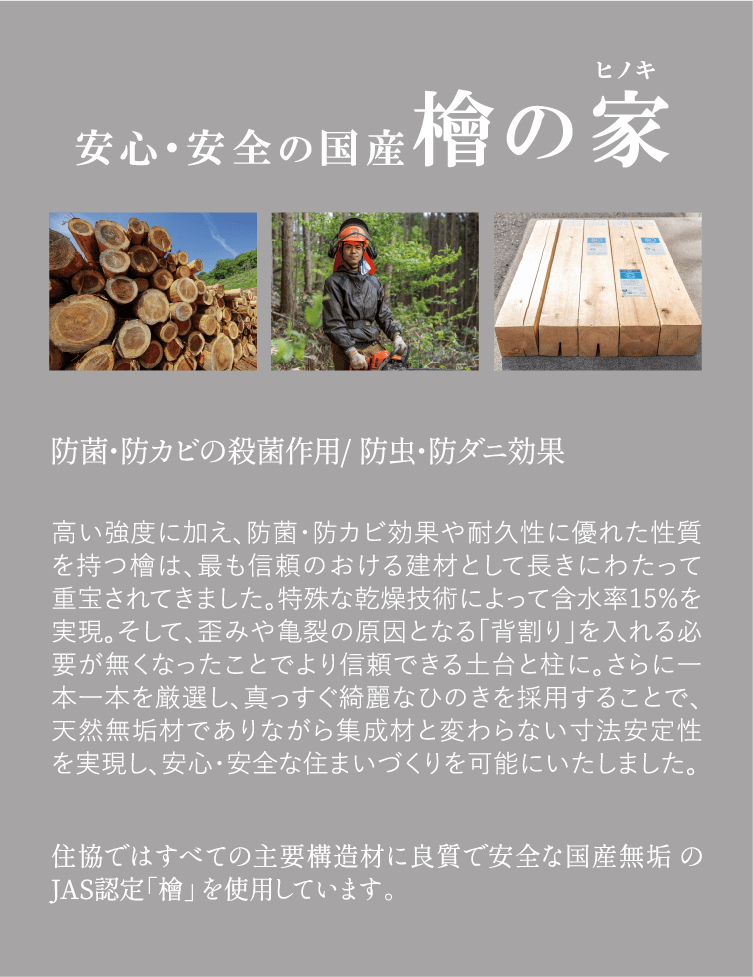 ヒノキ
安心・安全の国産檜の家
防菌・防カビの殺菌作用/ 防虫・防ダニ効果
高い強度に加え、防菌・防カビ効果や耐久性に優れた性質
を持つ檜は、最も信頼のおける建材として長きにわたって
重宝されてきました。特殊な乾燥技術によって含水率15%を
実現。そして、歪みや亀裂の原因となる「背割り」を入れる必
要が無くなったことでより信頼できる土台と柱に。さらに一
本一本を厳選し、真っすぐ綺麗なひのきを採用することで、
天然無垢材でありながら集成材と変わらない寸法安定性
を実現し、安心・安全な住まいづくりを可能にいたしました。
住協ではすべての主要構造材に良質で安全な国産無垢 の
JAS認定「檜」を使用しています。